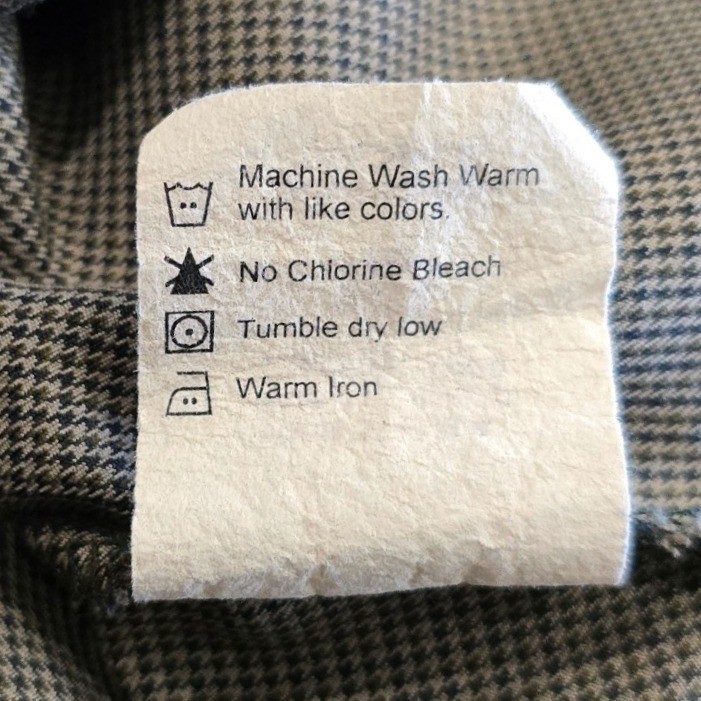 Machine Wash Warm
with like colors.
No Chlorine Bleach
Tumble dry low
Warm Iron